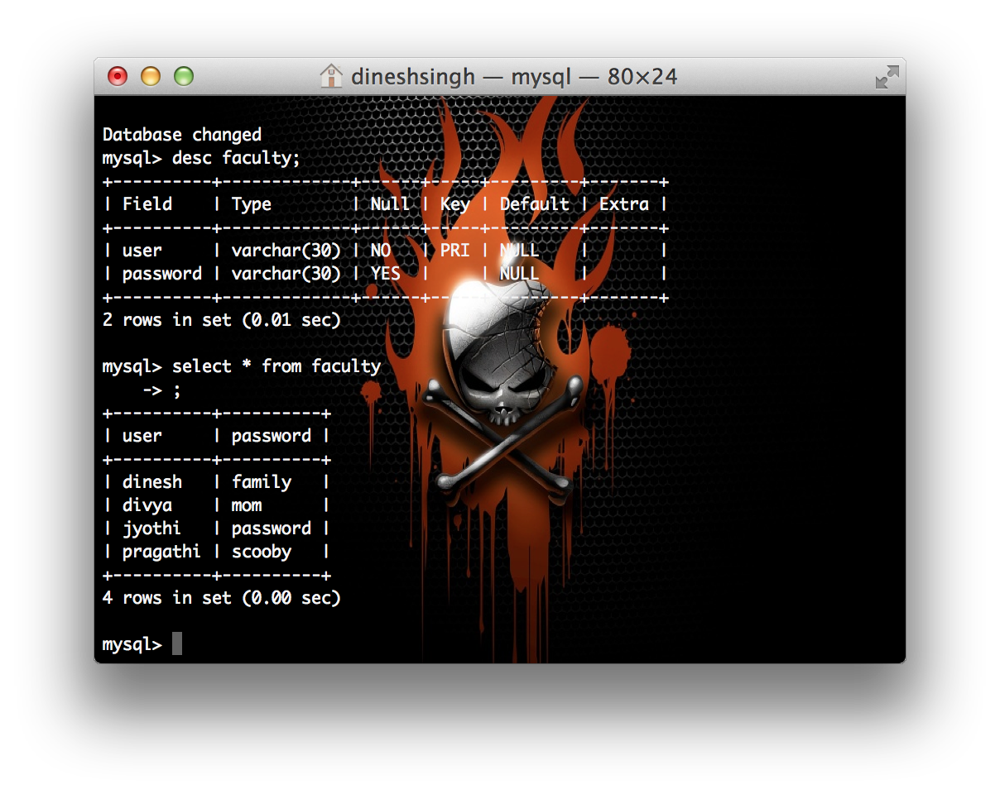 dineshsingh — mysql — 80×24
Database changed
mysql> desc faculty;
+----------+-------------+------+-----+---------+-------+
| Field    | Type        | Null | Key | Default | Extra |
+----------+-------------+------+-----+---------+-------+
| user     | varchar(30) | NO   | PRI | NULL    |       |
| password | varchar(30) | YES  |     | NULL    |       |
+----------+-------------+------+-----+---------+-------+
2 rows in set (0.01 sec)
mysql> select * from faculty
    -> ;
+----------+----------+
| user     | password |
+----------+----------+
| dinesh   | family   |
| divya    | mom      |
| jyothi   | password |
| pragathi | scooby   |
+----------+----------+
4 rows in set (0.00 sec)
mysql>